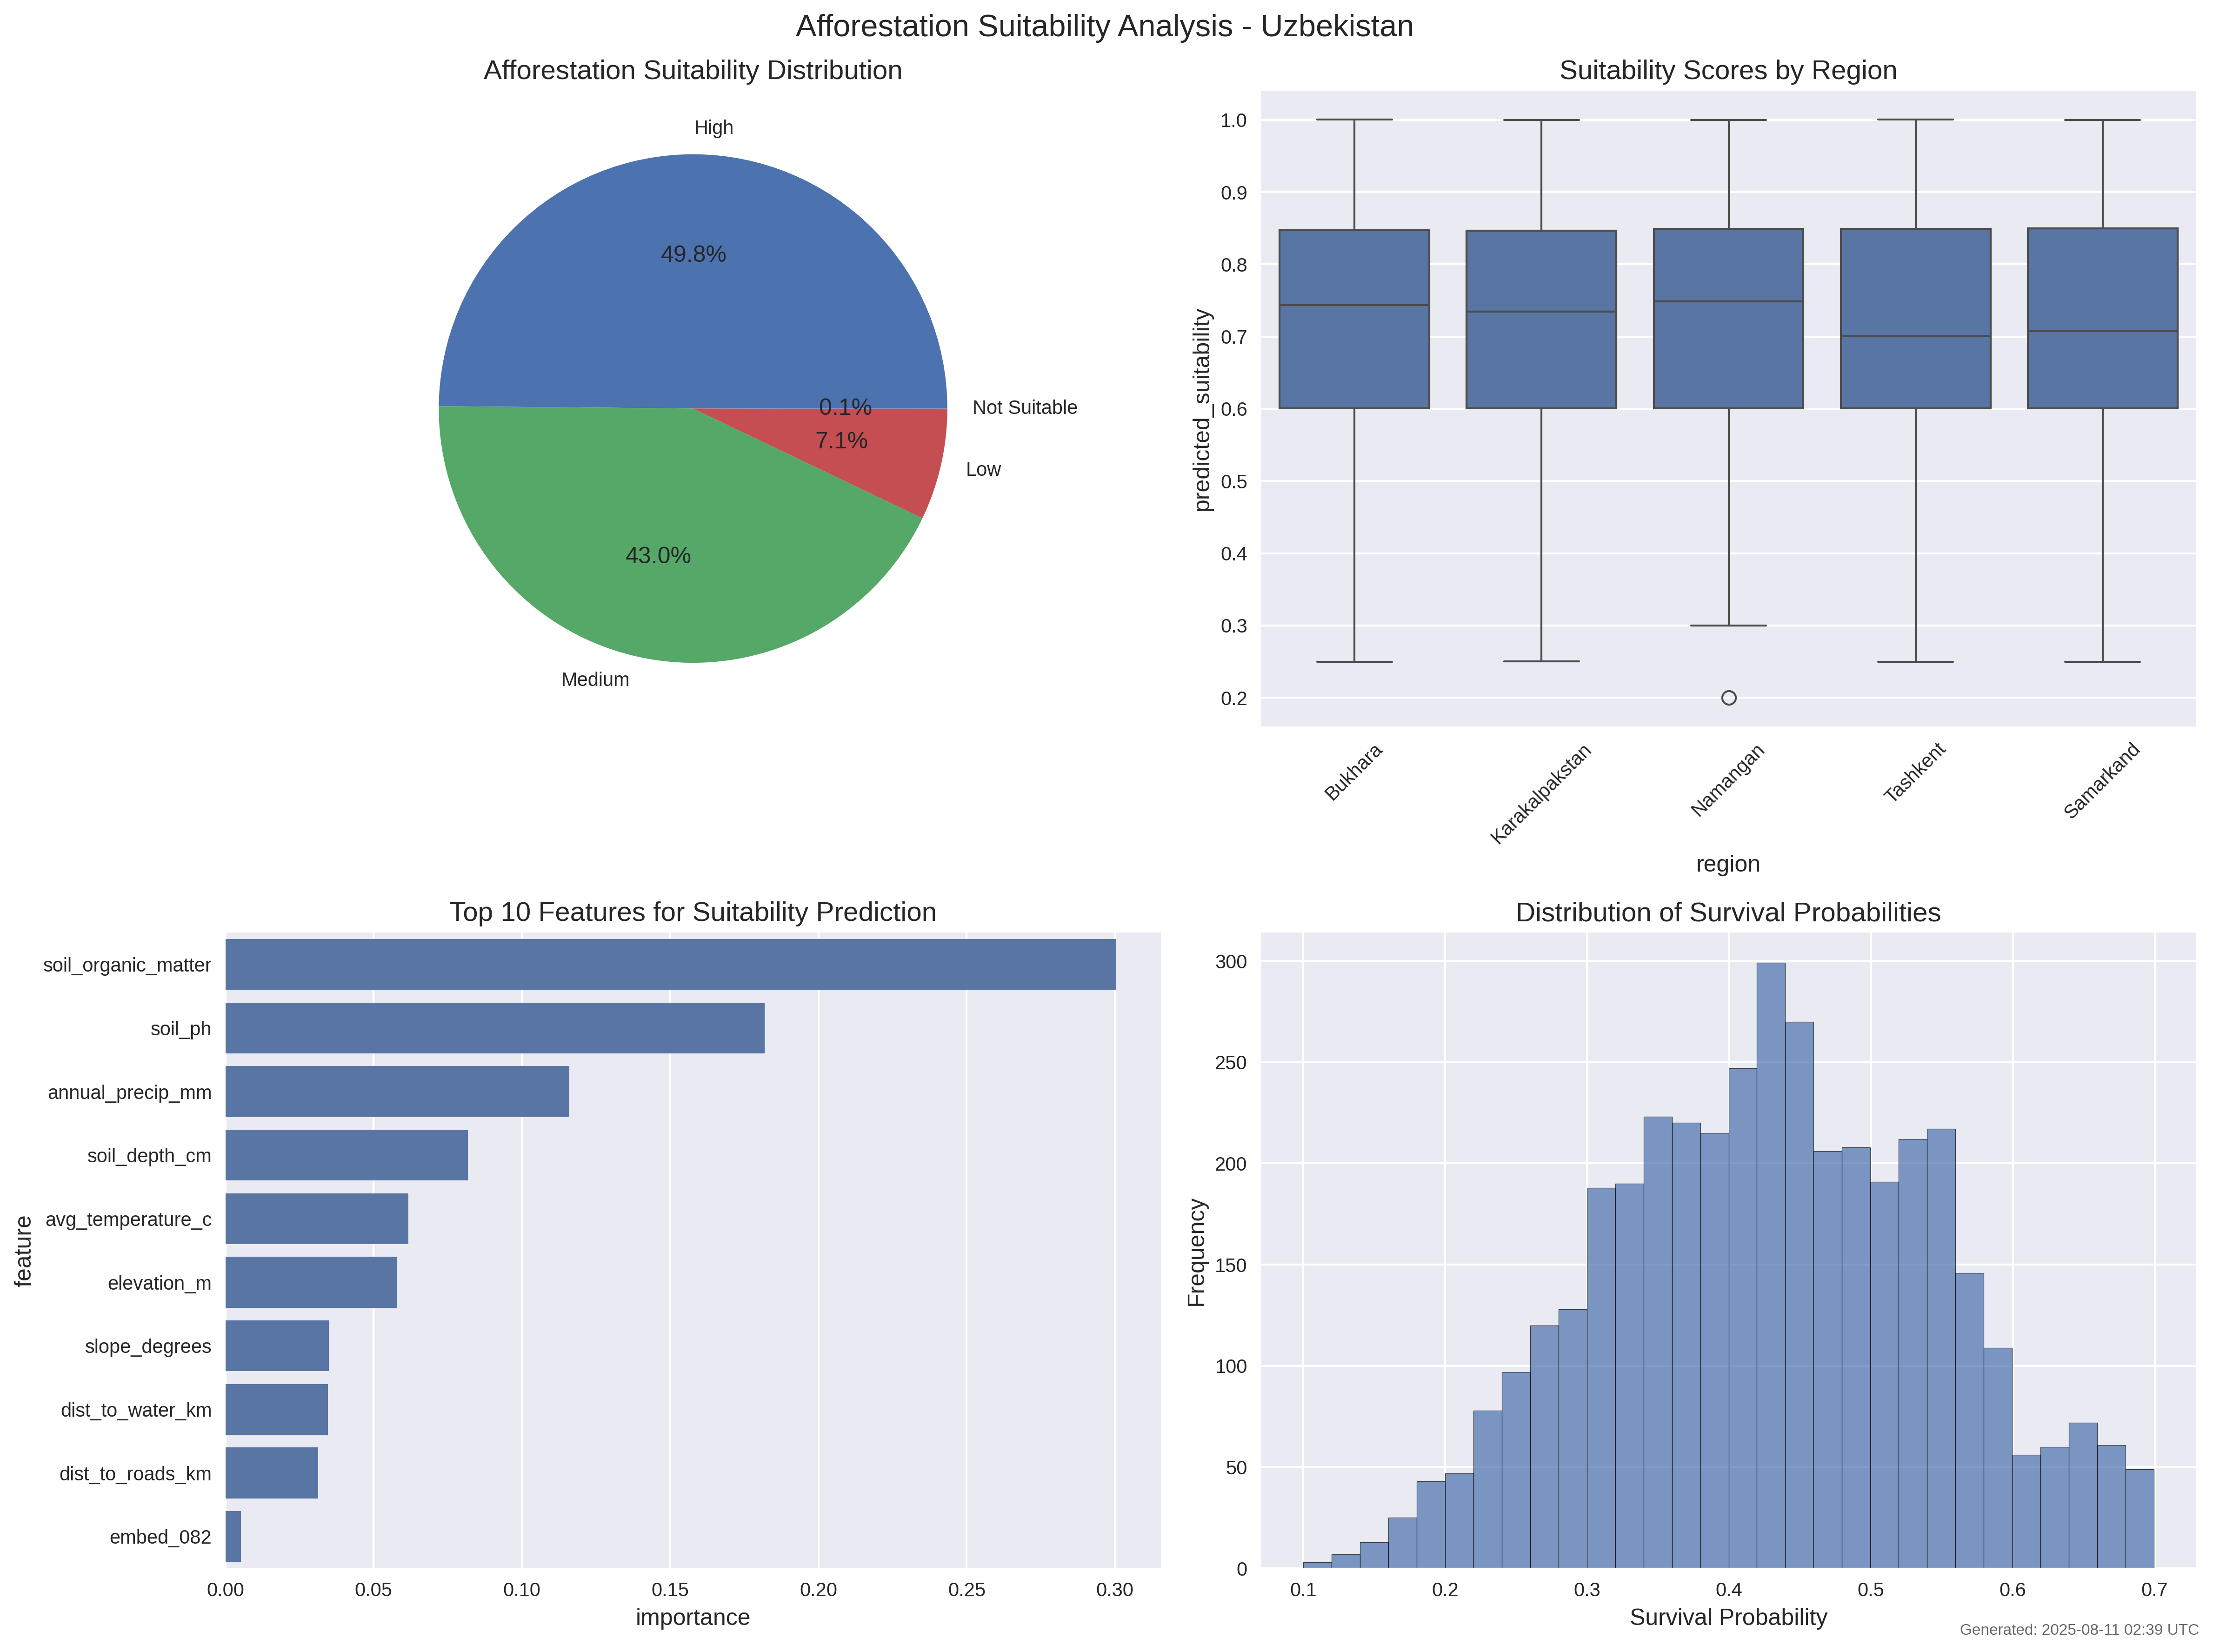 Afforestation Suitability Analysis - Uzbekistan
Afforestation Suitability Distribution
High
49.8%
0.1%
Not Suitable
7.1%
Low
43.0%
Medium
Suitability Scores by Region
predicted_suitability
1.0
0.9
0.8
0.7
0.6
0.5
0.4
0.3
0.2
Bukhara
Karakalpakstan
Namangan
Tashkent
Samarkand
region
Top 10 Features for Suitability Prediction
feature
soil_organic_matter
soil_ph
annual_precip_mm
soil_depth_cm
avg_temperature_c
elevation_m
slope_degrees
dist_to_water_km
dist_to_roads_km
embed_082
0.00 0.05 0.10 0.15 0.20 0.25 0.30
importance
Distribution of Survival Probabilities
Frequency
300
250
200
150
100
50
0
0.1 0.2 0.3 0.4 0.5 0.6 0.7
Survival Probability
Generated: 2025-08-11 02:39 UTC